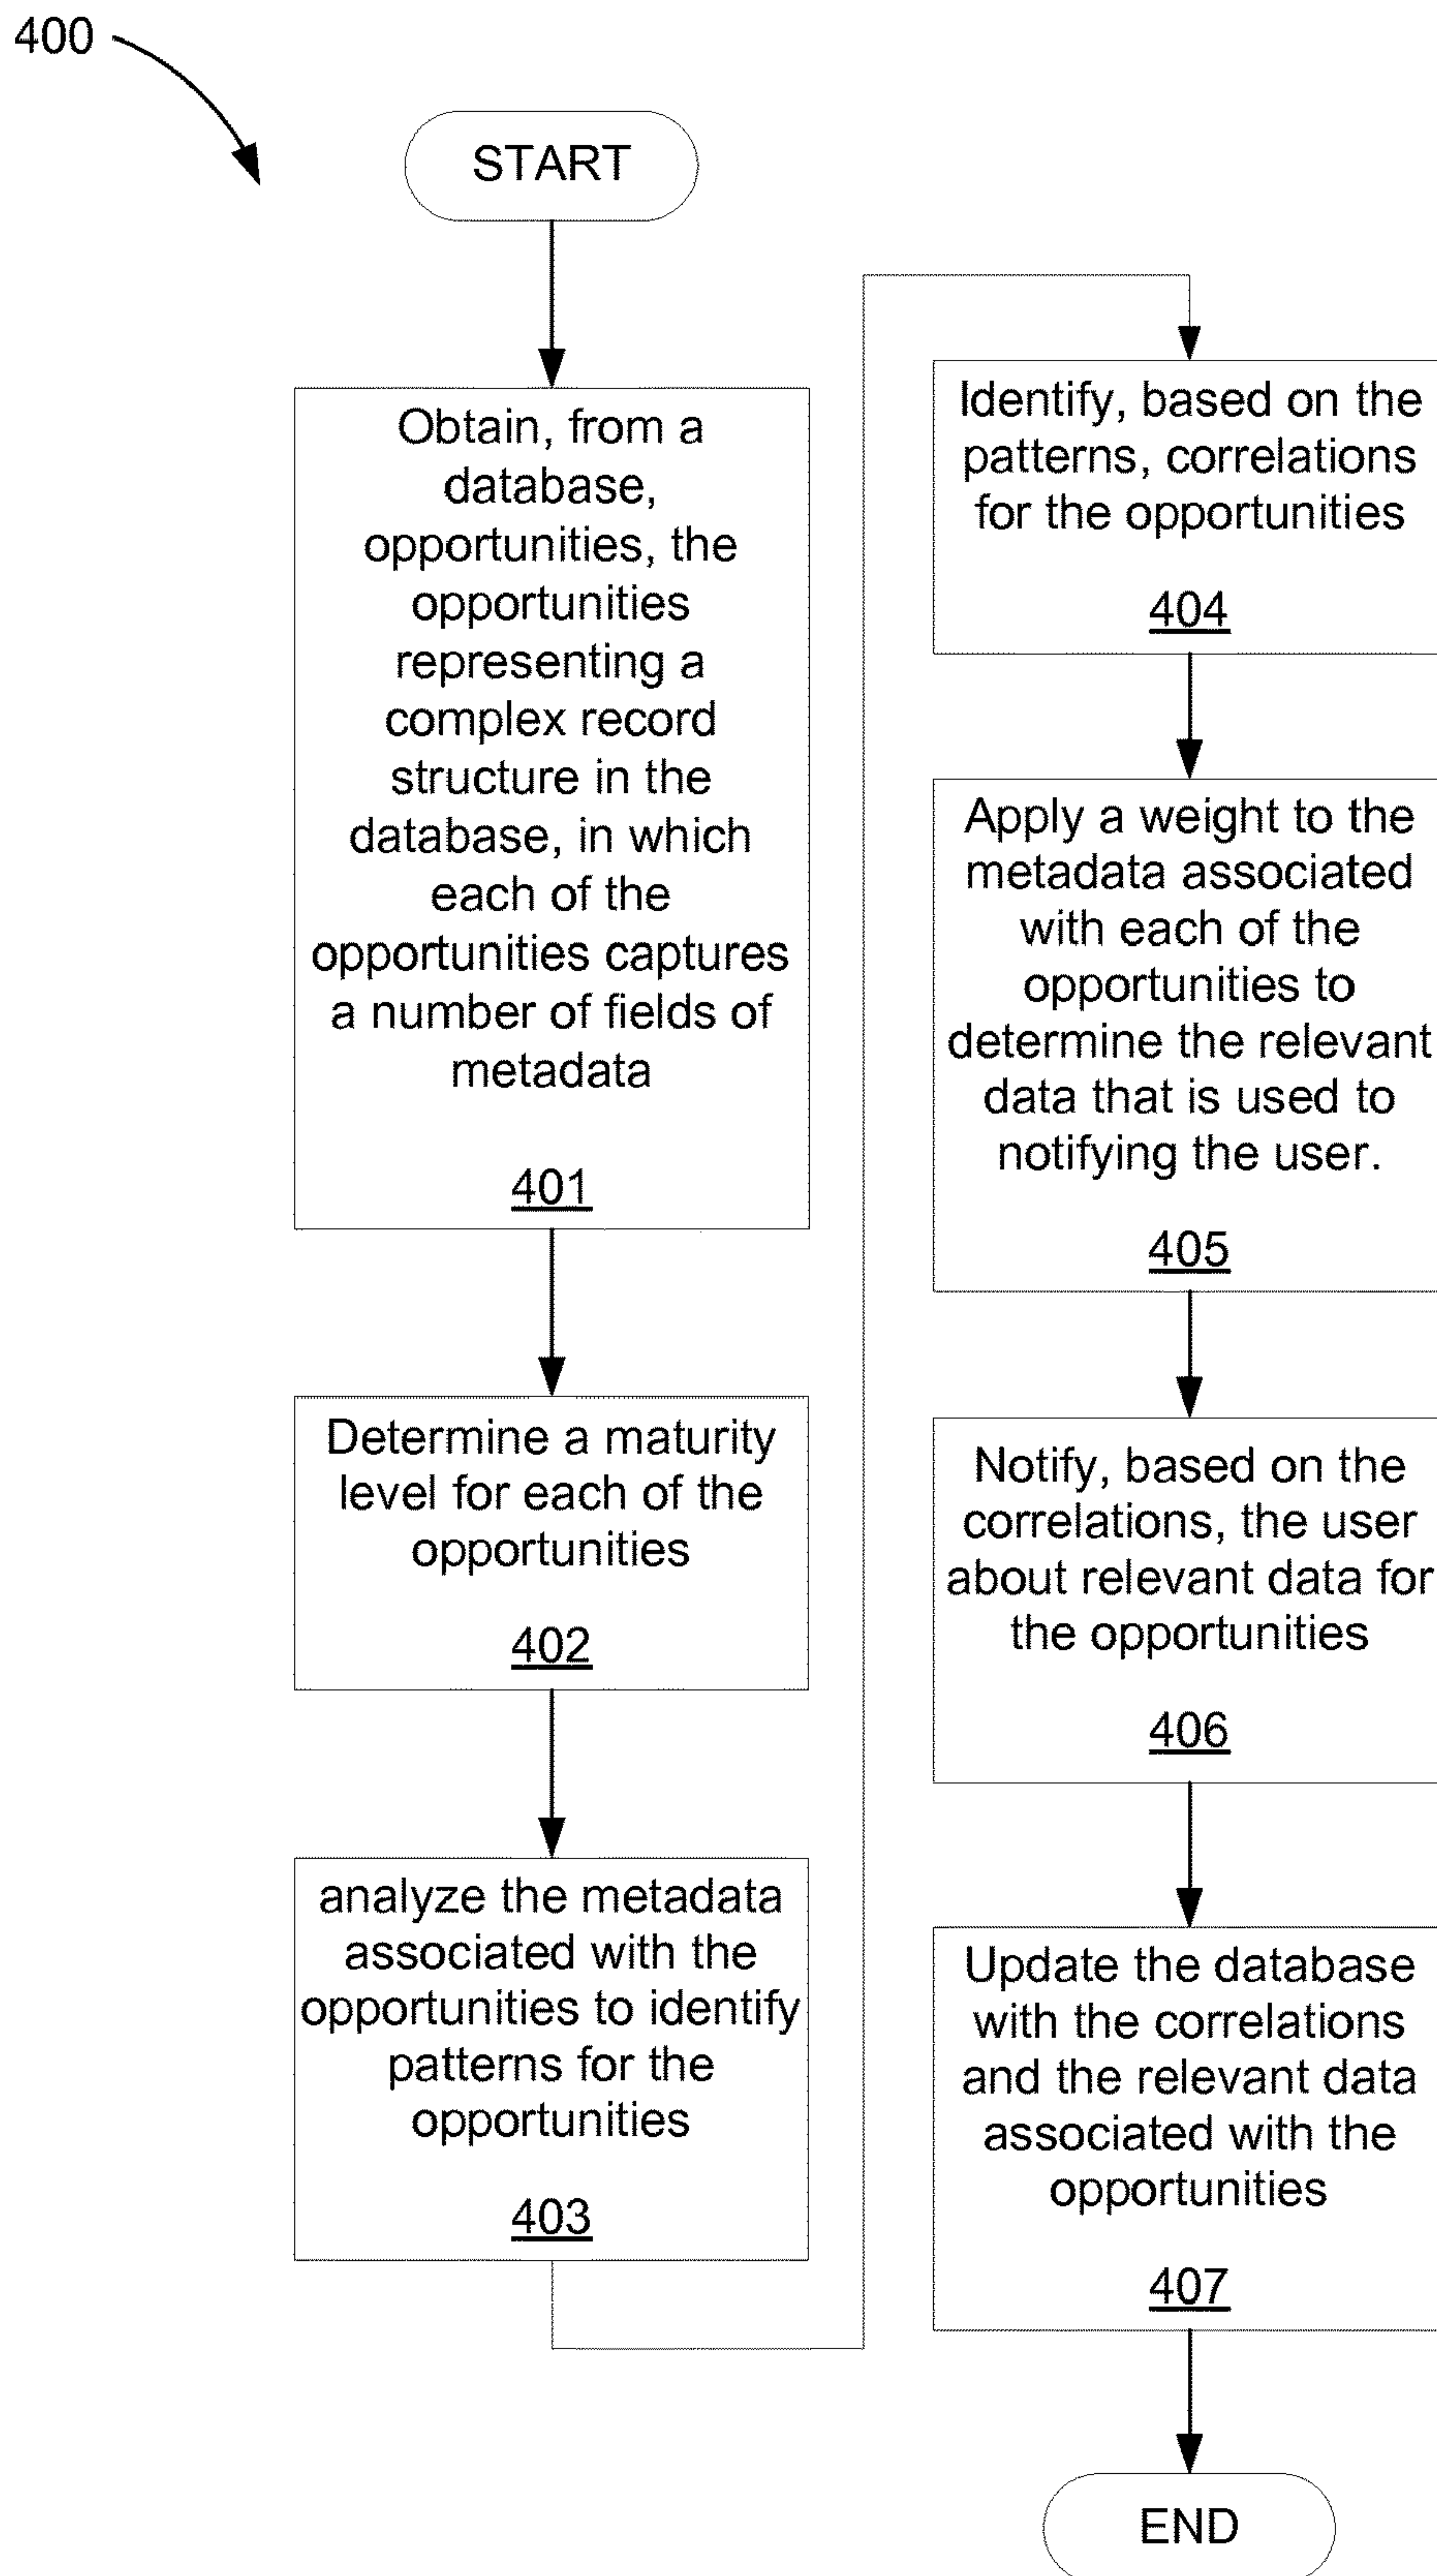 400
START
Obtain, from a
database,
opportunities, the
opportunities
representing a
complex record
structure in the
database, in which
each of the
opportunities captures
a number of fields of
metadata
401
Determine a maturity
level for each of the
opportunities
402
analyze the metadata
associated with the
opportunities to identify
patterns for the
opportunities
403
Identify, based on the
patterns, correlations
for the opportunities
404
Apply a weight to the
metadata associated
with each of the
opportunities to
determine the relevant
data that is used to
notifying the user.
405
Notify, based on the
correlations, the user
about relevant data for
the opportunities
406
Update the database
with the correlations
and the relevant data
associated with the
opportunities
407
END